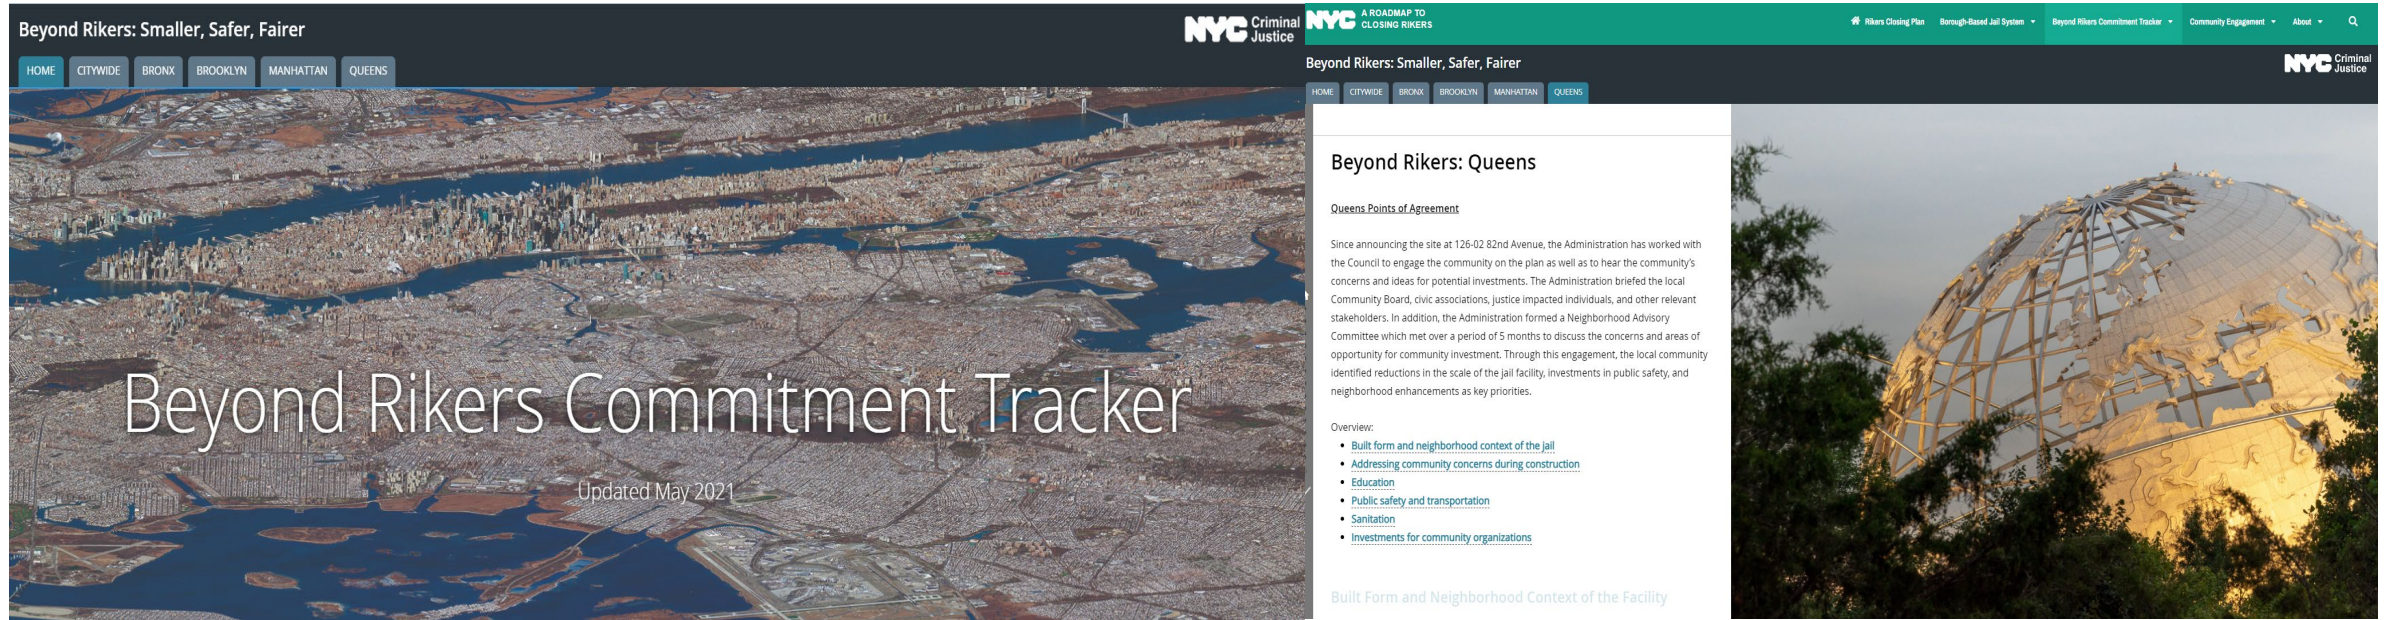 Beyond Rikers: Smaller, Safer, Fairer
NYC Criminal Justice
HOME CITYWIDE BRONX BROOKLYN MANHATTAN QUEENS
Beyond Rikers Commitment Tracker
Updated May 2021
NYC A ROADMAP TO CLOSING RIKERS
Rikers Closing Plan Borough-Based Jail System Beyond Rikers Commitment Tracker Community Engagement About
Beyond Rikers: Smaller, Safer, Fairer
NYC Criminal Justice
HOME CITYWIDE BRONX BROOKLYN MANHATTAN QUEENS
Beyond Rikers: Queens
Queens Points of Agreement
Since announcing the site at 126-02 82nd Avenue, the Administration has worked with
the Council to engage the community on the plan as well as to hear the community's
concerns and ideas for potential investments. The Administration briefed the local
Community Board, civic associations, justice impacted individuals, and other relevant
stakeholders. In addition, the Administration formed a Neighborhood Advisory
Committee which met over a period of 5 months to discuss the concerns and areas of
opportunity for community investment. Through this engagement, the local community
identified reductions in the scale of the jail facility, investments in public safety, and
neighborhood enhancements as key priorities.
Overview:
• Built form and neighborhood context of the jail
• Addressing community concerns during construction
• Education
• Public safety and transportation
• Sanitation
• Investments for community organizations
Built Form and Neighborhood Context of the Facility